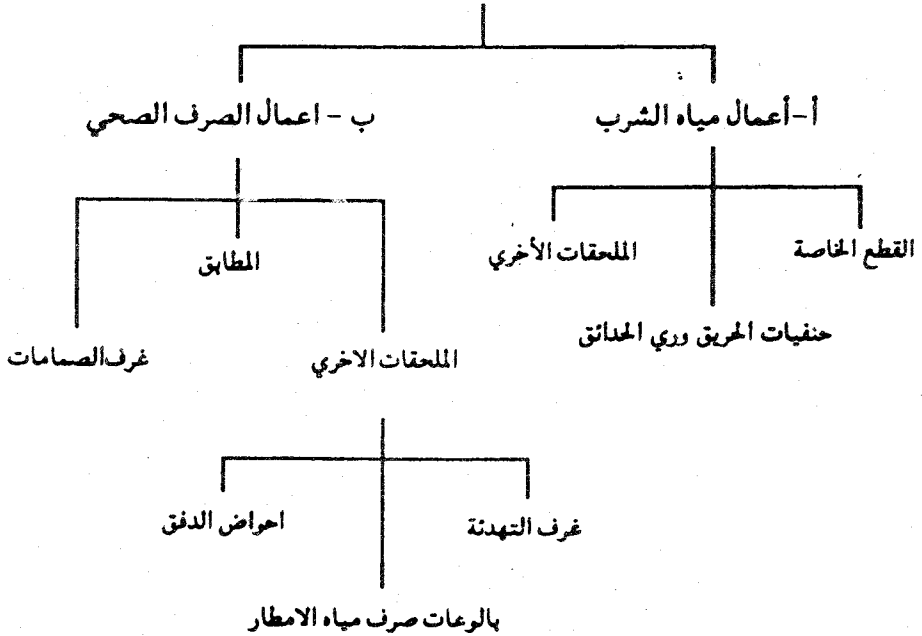 أ-أعمال مياه الشرب
ب - اعمال الصرف الصحي
القطع الخاصة
الملحقات الأخري
المطابق
حنفيات الحريق وري الحدائق
الملحقات الاخري
غرف الصمامات
غرف التهدئة
احواض الدفق
بالوعات صرف مياه الامطار